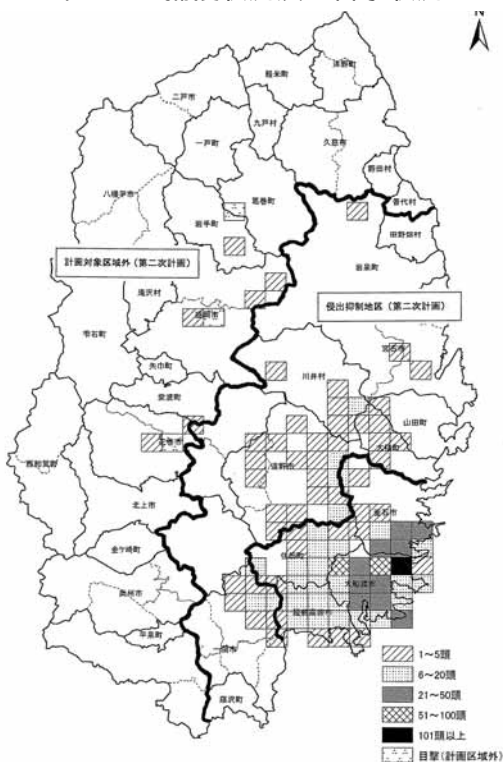 N
洋野町
軽米町
二戸市
九戸村
久慈市
一戸町
野田村
普代村
八幡平市
葛巻町
田野畑村
岩手町
岩泉町
計画対象区域外(第二次計画)
滝沢村
侵出抑制地区(第二次計画)
盛岡市
雫石町
宮古市
矢巾町
川井村
紫波町
山田町
花巻市
大槌町
西和賀町
遠野市
北上市
釜石市
金ケ崎町
住田町
大船渡市
奥州市
陸前高田市
平泉町
一関市
藤沢町
1～5頭
6～20頭
21～50頭
51～100頭
101頭以上
目撃(計画区域外)